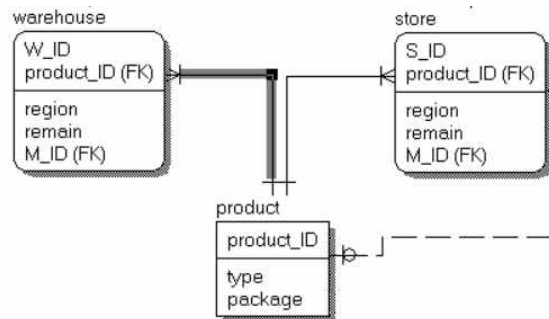 warehouse
W_ID
product_ID (FK)
region
remain
M_ID (FK)
store
S_ID
product_ID (FK)
region
remain
M_ID (FK)
product
product_ID
type
package